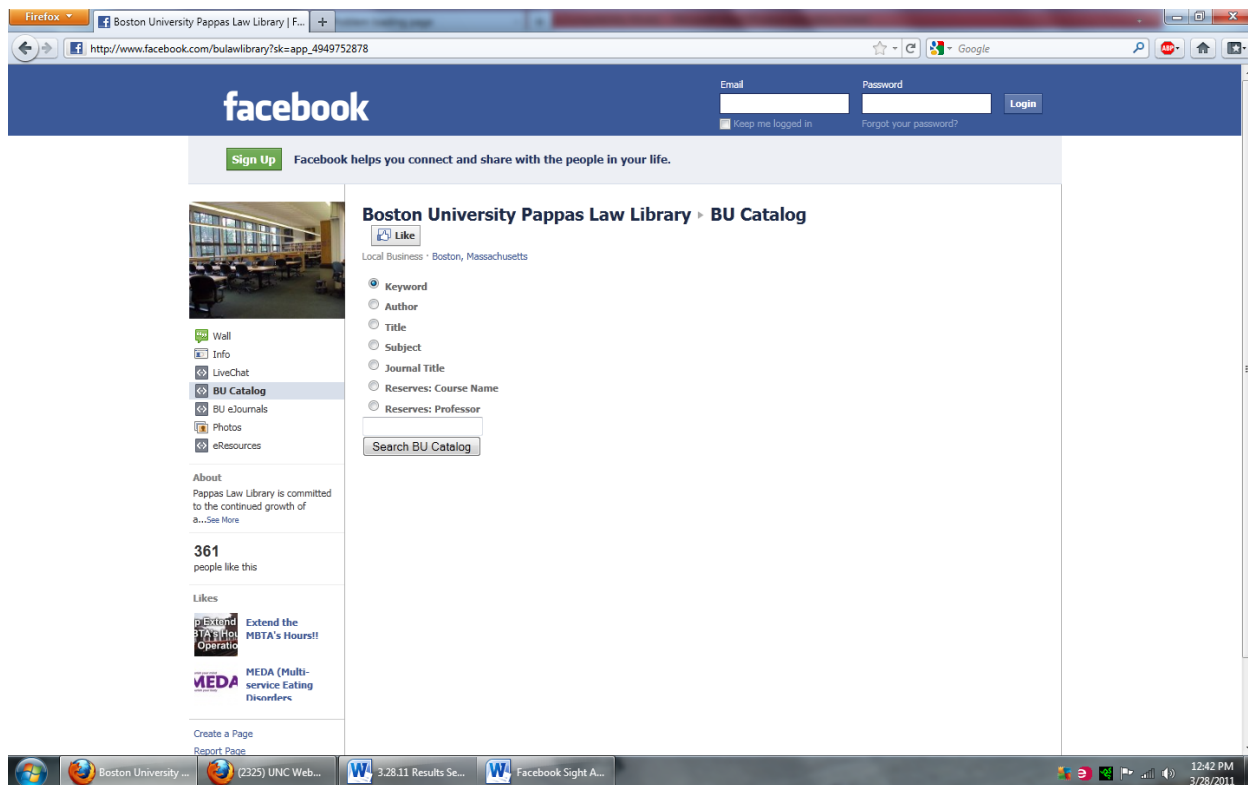 Firefox
Boston University Pappas Law Library | F...
http://www.facebook.com/bulawlibrary?sk=app_4949752878
Google
ABP
facebook
Email
Password
Login
Keep me logged in
Forgot your password?
Sign Up
Facebook helps you connect and share with the people in your life.
Boston University Pappas Law Library
BU Catalog
Like
Local Business · Boston, Massachusetts
Keyword
Author
Title
Subject
Journal Title
Reserves: Course Name
Reserves: Professor
Search BU Catalog
Wall
Info
LiveChat
BU Catalog
BU eJournals
Photos
eResources
About
Pappas Law Library is committed
to the continued growth of
a...See More
361
people like this
Likes
Extend the
MBTA's Hours!!
MEDA
MEDA (Multi-
service Eating
Disorders
Create a Page
Report Page
Boston University ...
(2325) UNC Web...
3.28.11 Results Se...
Facebook Sight A...
12:42 PM
3/28/2011